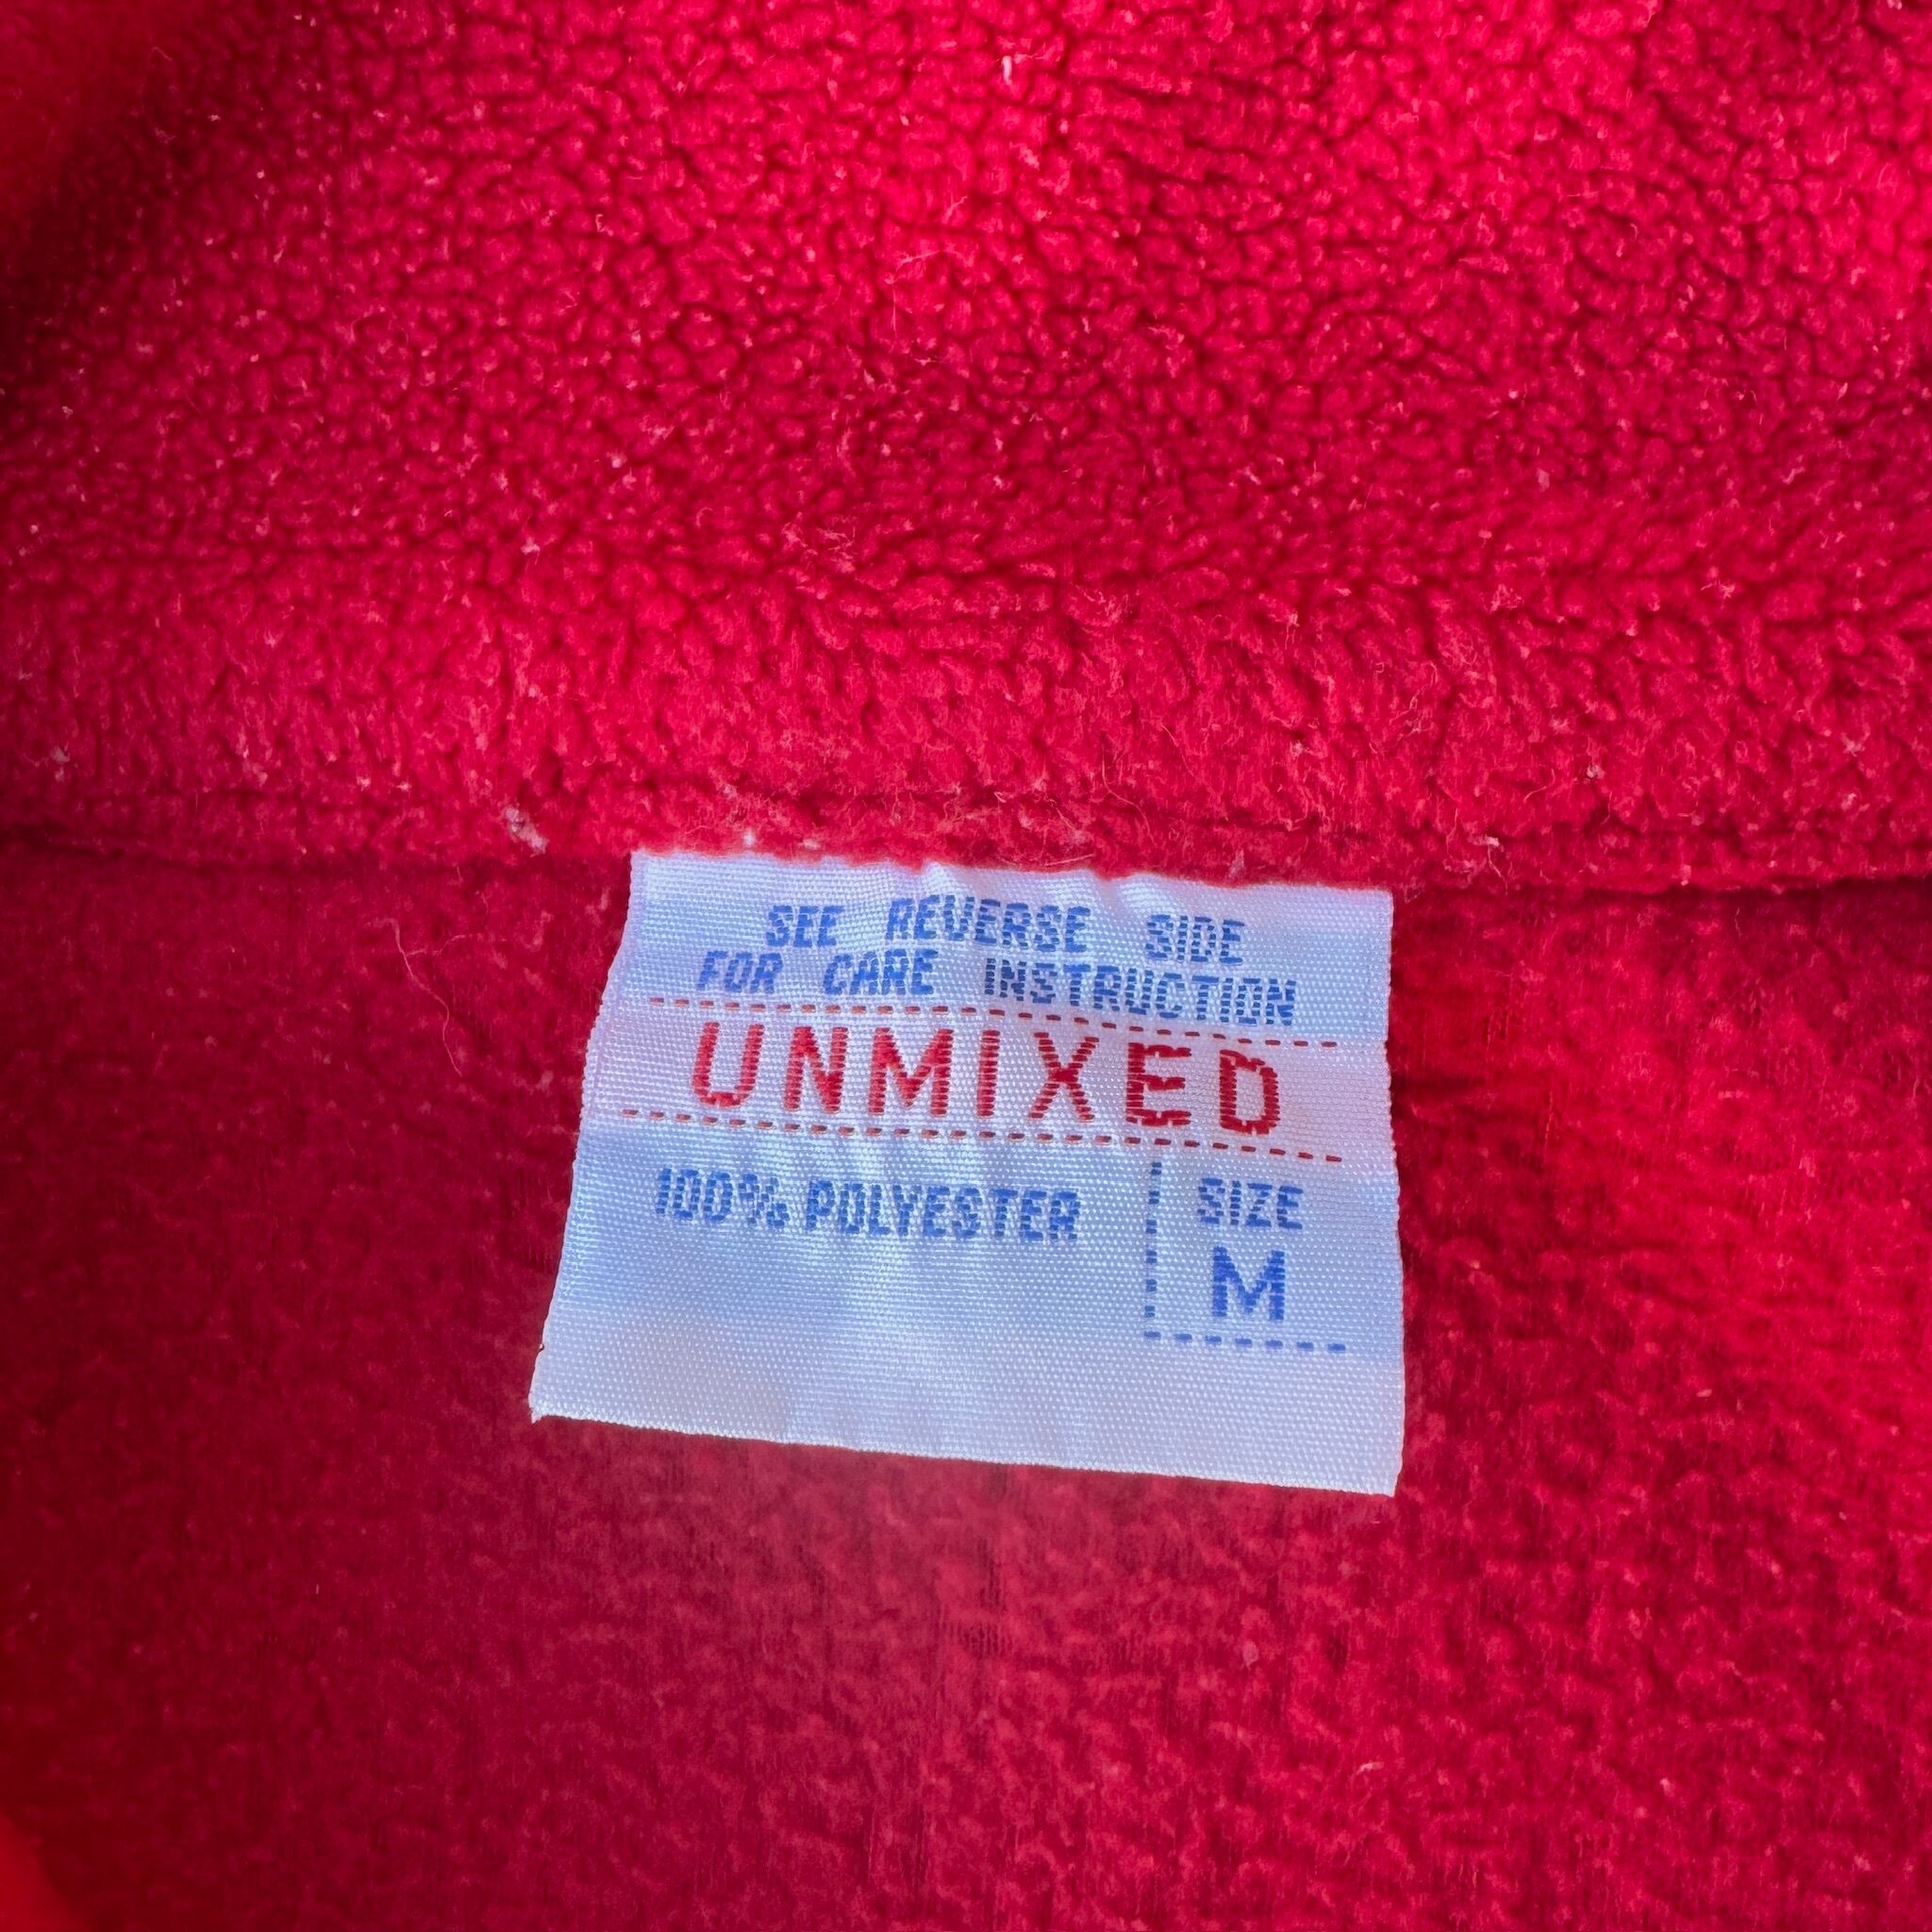 SEE REVERSE SIDE
FOR CARE INSTRUCTION
UNMIXED
100% POLYESTER
SIZE
M